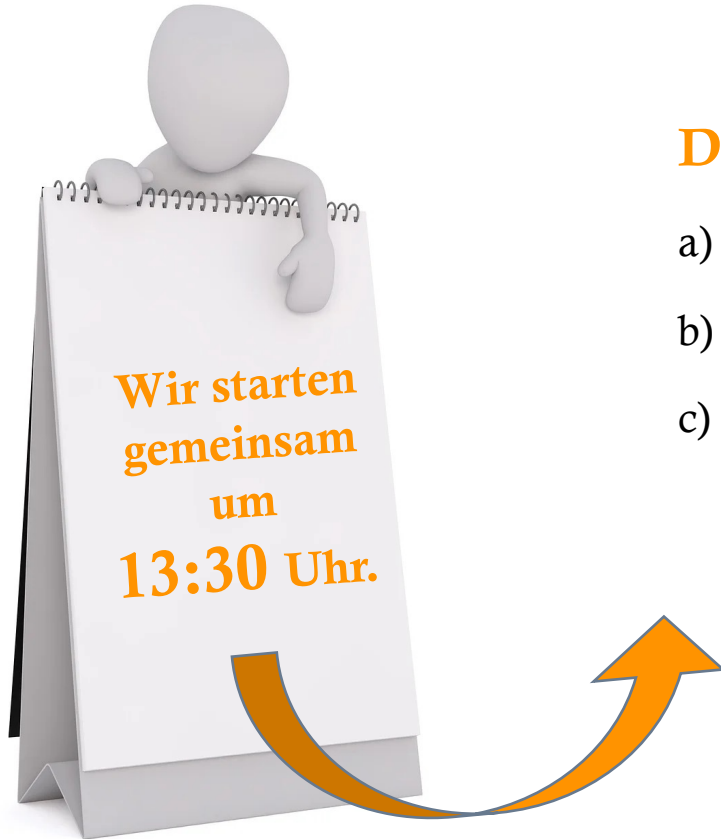 Wir starten
gemeinsam
um
13:30 Uhr.
D
a)
b)
c)